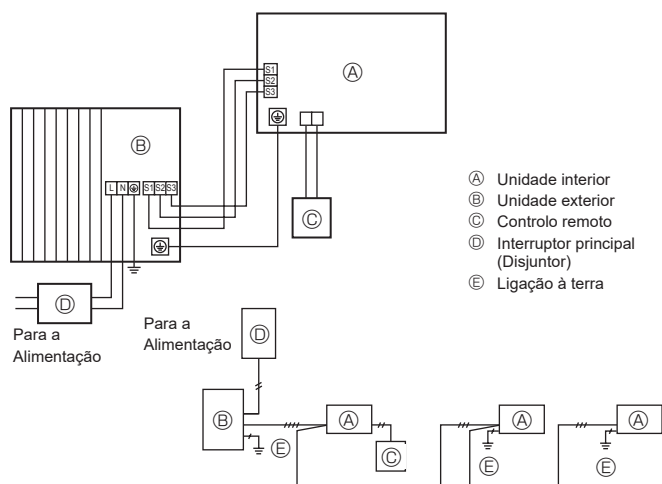 S1
S2
S3
Ⓐ
Ⓑ
L N S1 S2 S3
Ⓒ
Ⓐ Unidade interior
Ⓑ Unidade exterior
Ⓒ Controlo remoto
Ⓓ Interruptor principal
(Disjuntor)
Ⓔ Ligação à terra
Ⓓ
Para a
Alimentação
Para a
Alimentação
Ⓓ
Ⓑ
Ⓔ
Ⓐ
Ⓒ
Ⓐ
Ⓔ
Ⓐ
Ⓔ